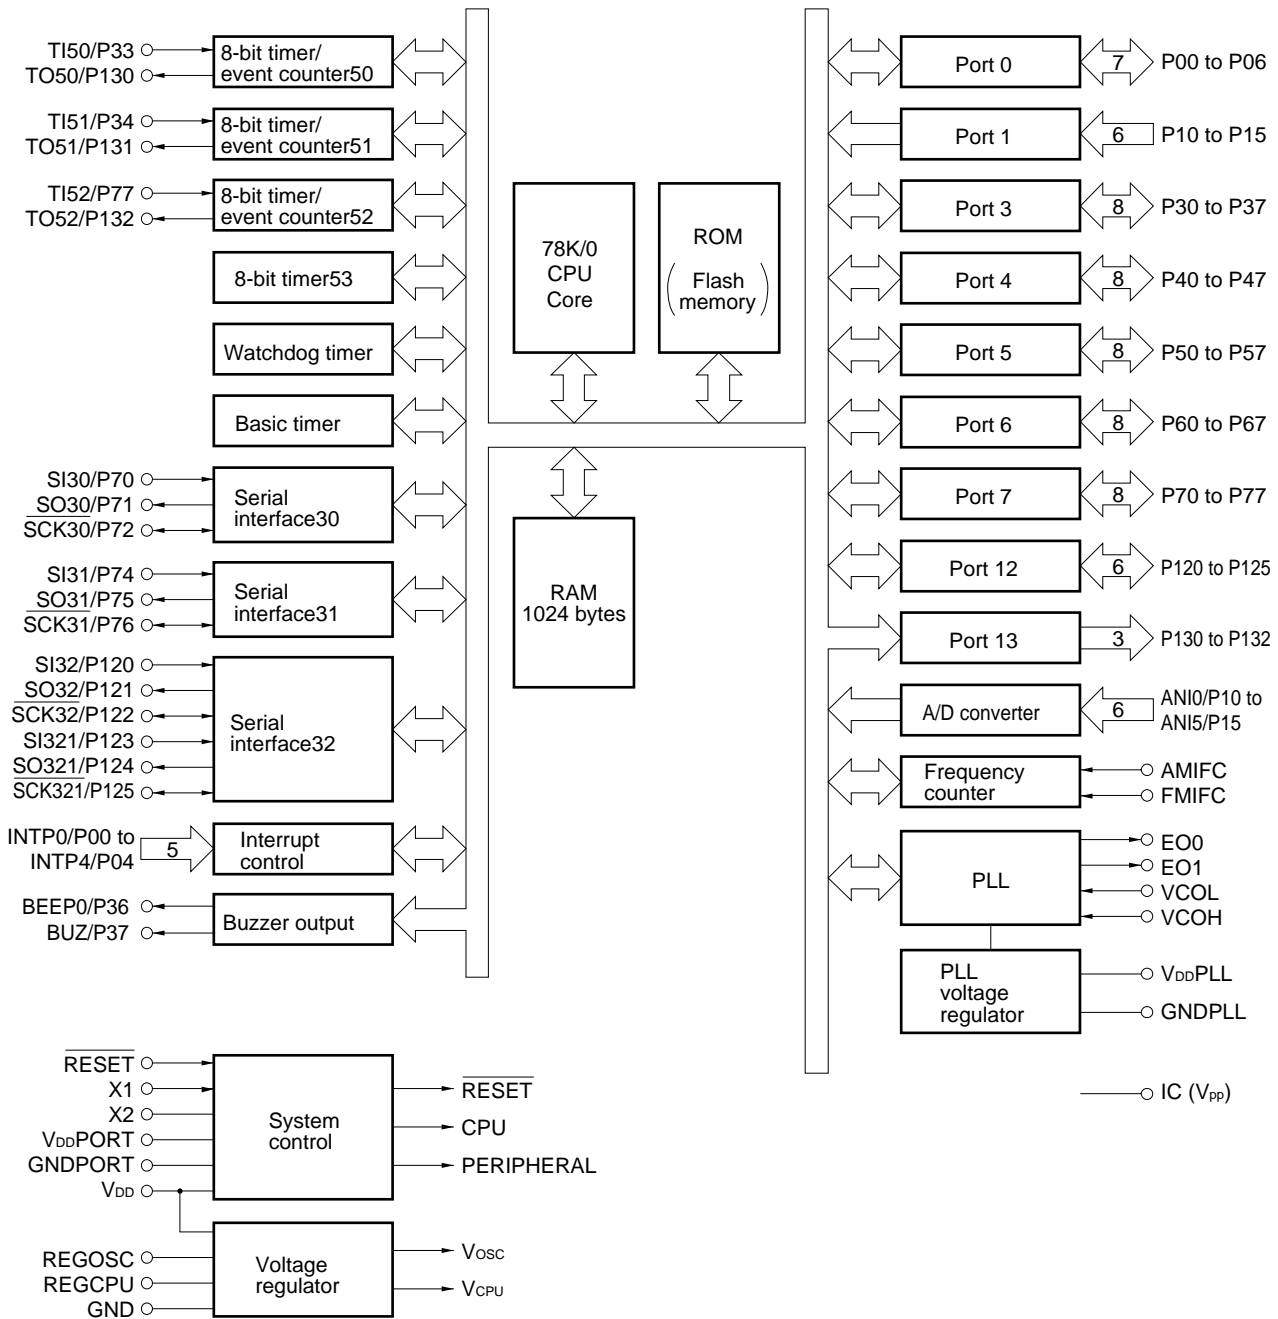 TI50/P33
TO50/P130
8-bit timer/
event counter50
TI51/P34
TO51/P131
8-bit timer/
event counter51
TI52/P77
TO52/P132
8-bit timer/
event counter52
8-bit timer53
Watchdog timer
Basic timer
SI30/P70
SO30/P71
SCK30/P72
Serial
interface30
SI31/P74
SO31/P75
SCK31/P76
Serial
interface31
SI32/P120
SO32/P121
SCK32/P122
SI321/P123
SO321/P124
SCK321/P125
Serial
interface32
INTP0/P00 to
INTP4/P04
5
Interrupt
control
BEEP0/P36
BUZ/P37
Buzzer output
78K/0
CPU
Core
ROM
(Flash
memory)
RAM
1024 bytes
Port 0
7
P00 to P06
Port 1
6
P10 to P15
Port 3
8
P30 to P37
Port 4
8
P40 to P47
Port 5
8
P50 to P57
Port 6
8
P60 to P67
Port 7
8
P70 to P77
Port 12
6
P120 to P125
Port 13
3
P130 to P132
A/D converter
6
ANI0/P10 to
ANI5/P15
Frequency
counter
AMIFC
FMIFC
PLL
EO0
EO1
VCOL
VCOH
PLL
voltage
regulator
VDDPLL
GNDPLL
IC (Vpp)
RESET
X1
X2
VDDPORT
GNDPORT
VDD
System
control
RESET
CPU
PERIPHERAL
REGOSC
REGCPU
GND
Voltage
regulator
VOSC
VCPU